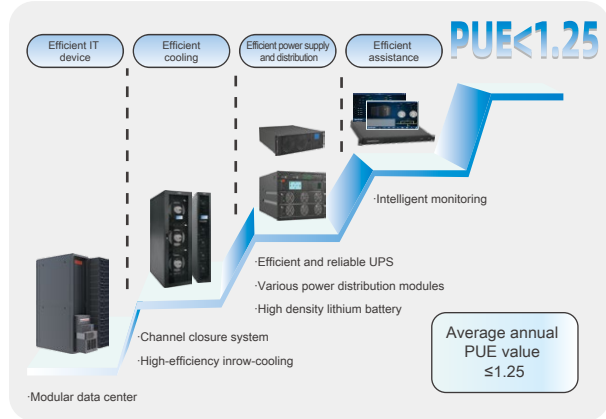 Efficient IT
device
Efficient
cooling
Efficient power supply
and distribution
Efficient
assistance
PUE<1.25
·Intelligent monitoring
·Efficient and reliable UPS
·Various power distribution modules
·High density lithium battery
·Channel closure system
·High-efficiency inrow-cooling
·Modular data center
Average annual
PUE value
≤1.25